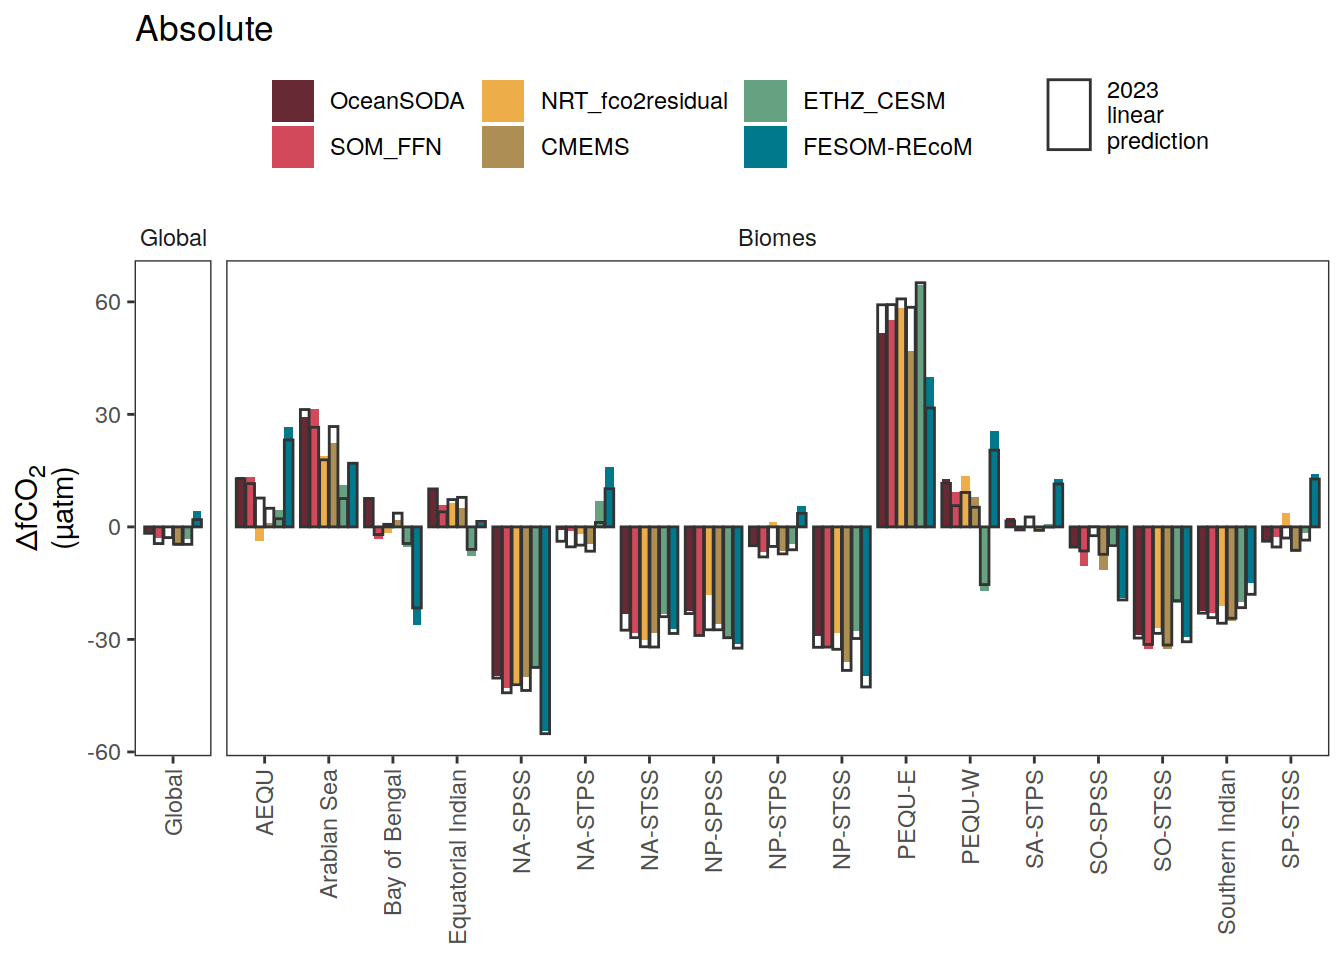 Absolute
OceanSODA
NRT_fco2residual
ETHZ_CESM
SOM_FFN
CMEMS
FESOM-REcoM
2023
linear
prediction
Global
Biomes
ΔfCO2
(μatm)
60
30
0
-30
-60
Global
AEQU
Arabian Sea
Bay of Bengal
Equatorial Indian
NA-SPSS
NA-STPS
NA-STSS
NP-SPSS
NP-STPS
NP-STSS
PEQU-E
PEQU-W
SA-STPS
SO-SPSS
SO-STSS
Southern Indian
SP-STSS